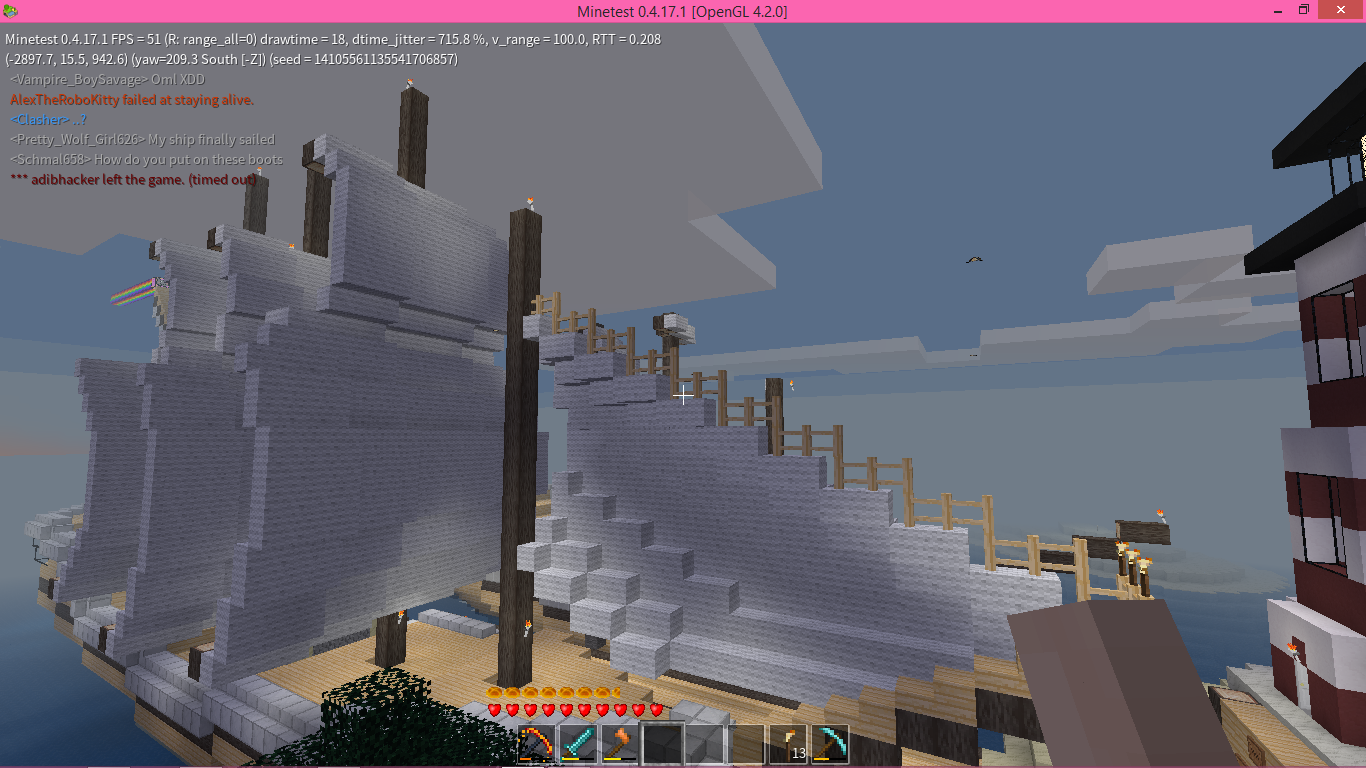 Minetest 0.4.17.1 [OpenGL 4.2.0]
Minetest 0.4.17.1 FPS = 51 (R: range_all=0) drawtime = 18, dtime_jitter = 715.8 %, v_range = 100.0, RTT = 0.208
(-2897.7, 15.5, 942.6) (yaw=209.3 South [-Z]) (seed = 14105561135541706857)
<Vampire_BoySavage> Oml XDD
AlexTheRoboKitty failed at staying alive.
<Clasher> ..?
<Pretty_Wolf_Girl626> My ship finally sailed
<Schmal658> How do you put on these boots
*** adibhacker left the game. (timed out)
13